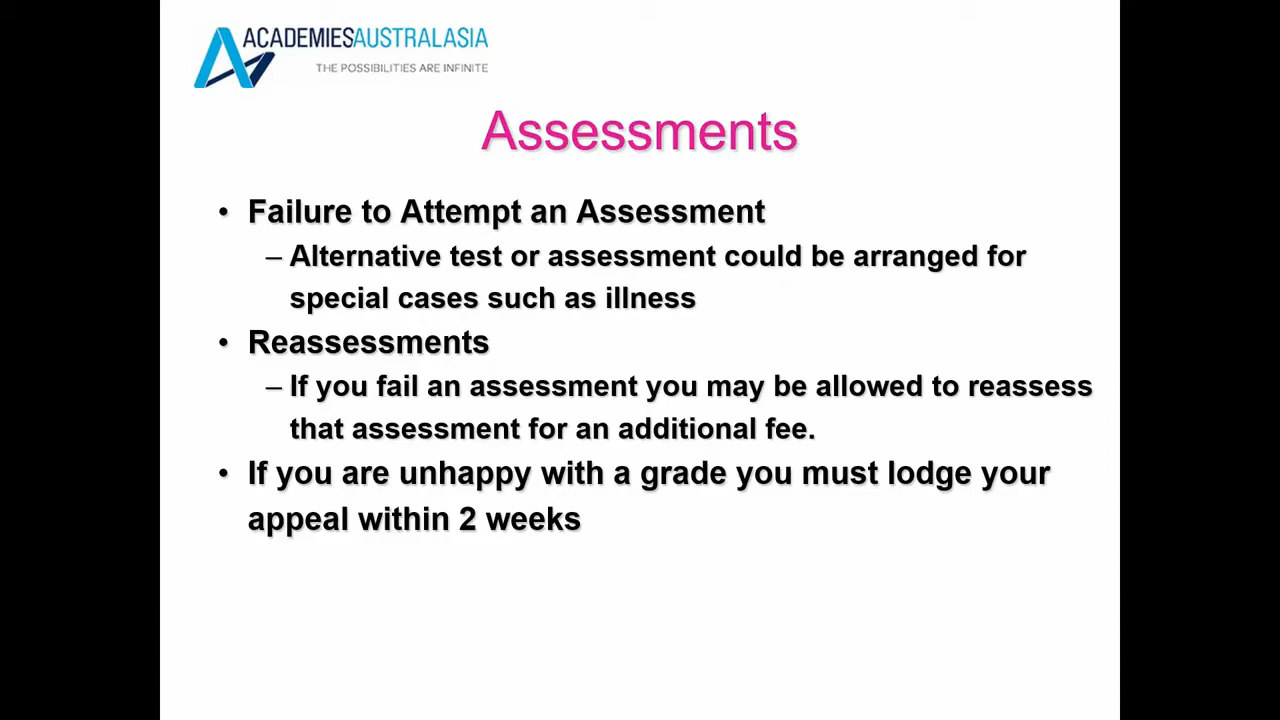 ACADEMIESAUSTRALASIA
THE POSSIBILITIES ARE INFINITE
Assessments
• Failure to Attempt an Assessment
– Alternative test or assessment could be arranged for
special cases such as illness
• Reassessments
– If you fail an assessment you may be allowed to reassess
that assessment for an additional fee.
• If you are unhappy with a grade you must lodge your
appeal within 2 weeks